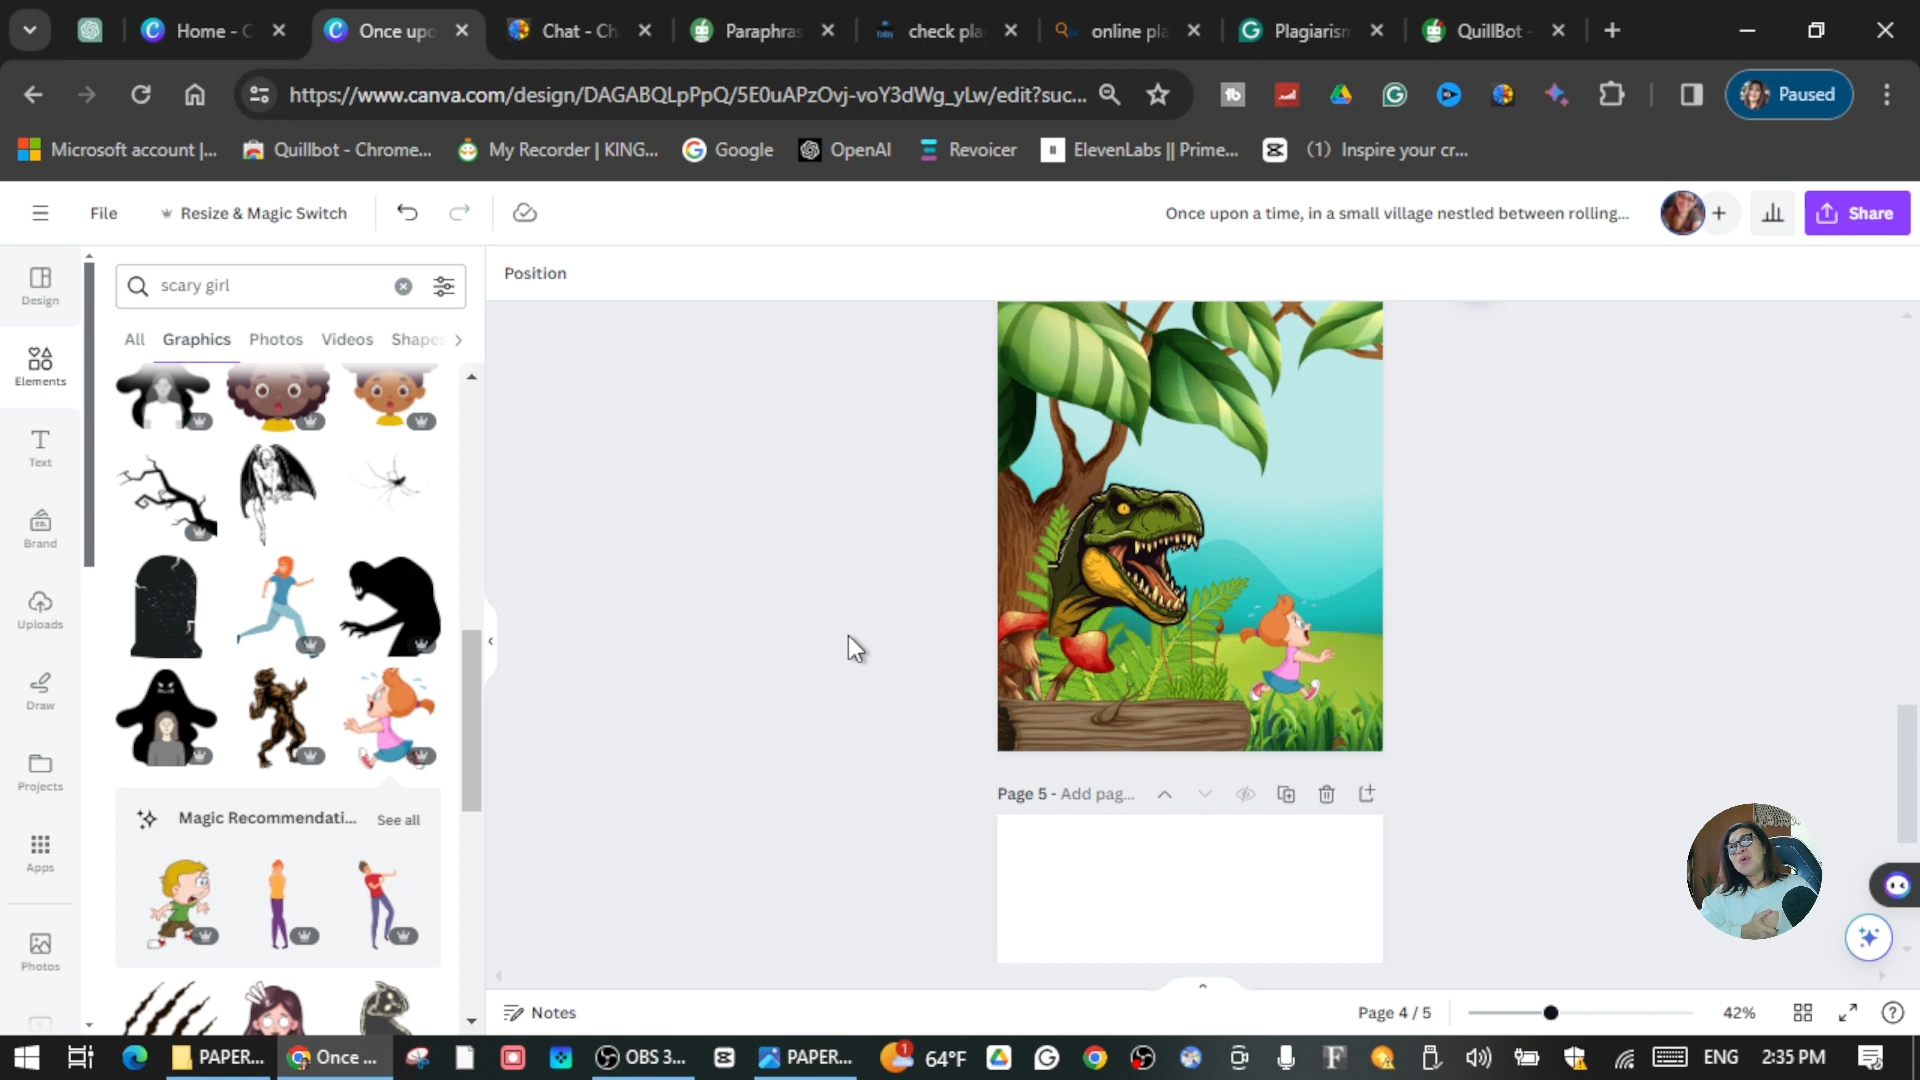 Home - C
Once upo
Chat - Ch
Paraphras
check pla
online pla
Plagiarism
QuillBot -
https://www.canva.com/design/DAGABQLpPpQ/5E0uAPzOvj-voY3dWg_yLw/edit?suc...
Paused
Microsoft account |...
Quillbot - Chrome...
My Recorder | KING...
Google
OpenAI
Revoicer
ElevenLabs || Prime...
(1) Inspire your cr...
File
Resize & Magic Switch
Once upon a time, in a small village nestled between rolling...
Share
Design
Elements
Text
Brand
Uploads
Draw
Projects
Apps
Photos
scary girl
All
Graphics
Photos
Videos
Shapes
Magic Recommendati...
See all
Position
Page 5 - Add pag...
Notes
Page 4 / 5
42%
PAPER...
Once ...
OBS 3...
PAPER...
1
64°F
ENG
2:35 PM